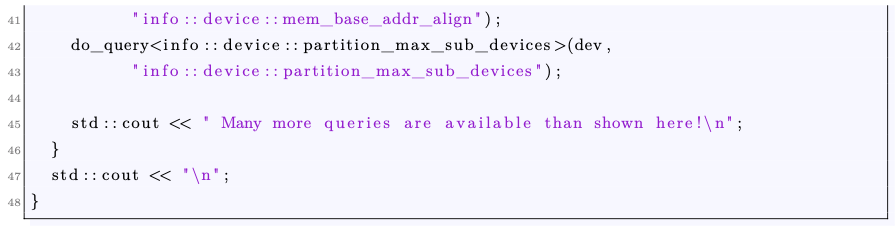 41 "info::device::mem_base_addr_align");
42 do_query<info::device::partition_max_sub_devices>(dev,
43 "info::device::partition_max_sub_devices");
44
45 std::cout << " Many more queries are available than shown here!\n";
46 }
47 std::cout << "\n";
48 }